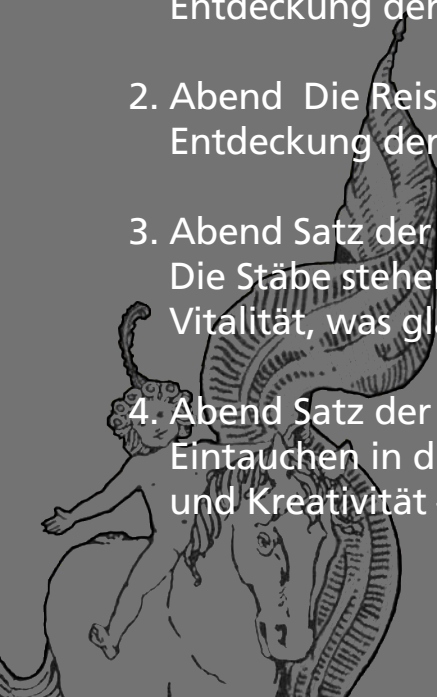 Entdeckung der
2. Abend Die Reis
Entdeckung der
3. Abend Satz der
Die Stäbe stehe
Vitalität, was gl
4. Abend Satz der
Eintauchen in d
und Kreativität